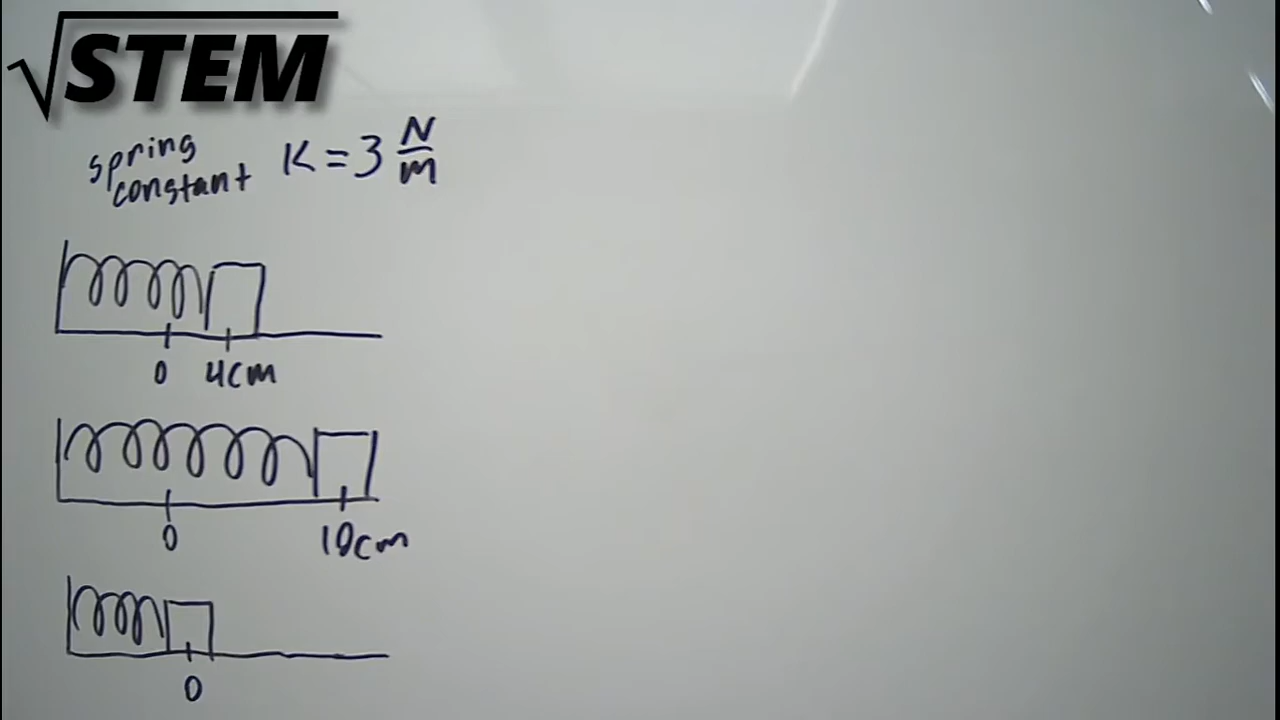 √STEM
spring
constant K = 3 N/m
0 4cm
0 10cm
0